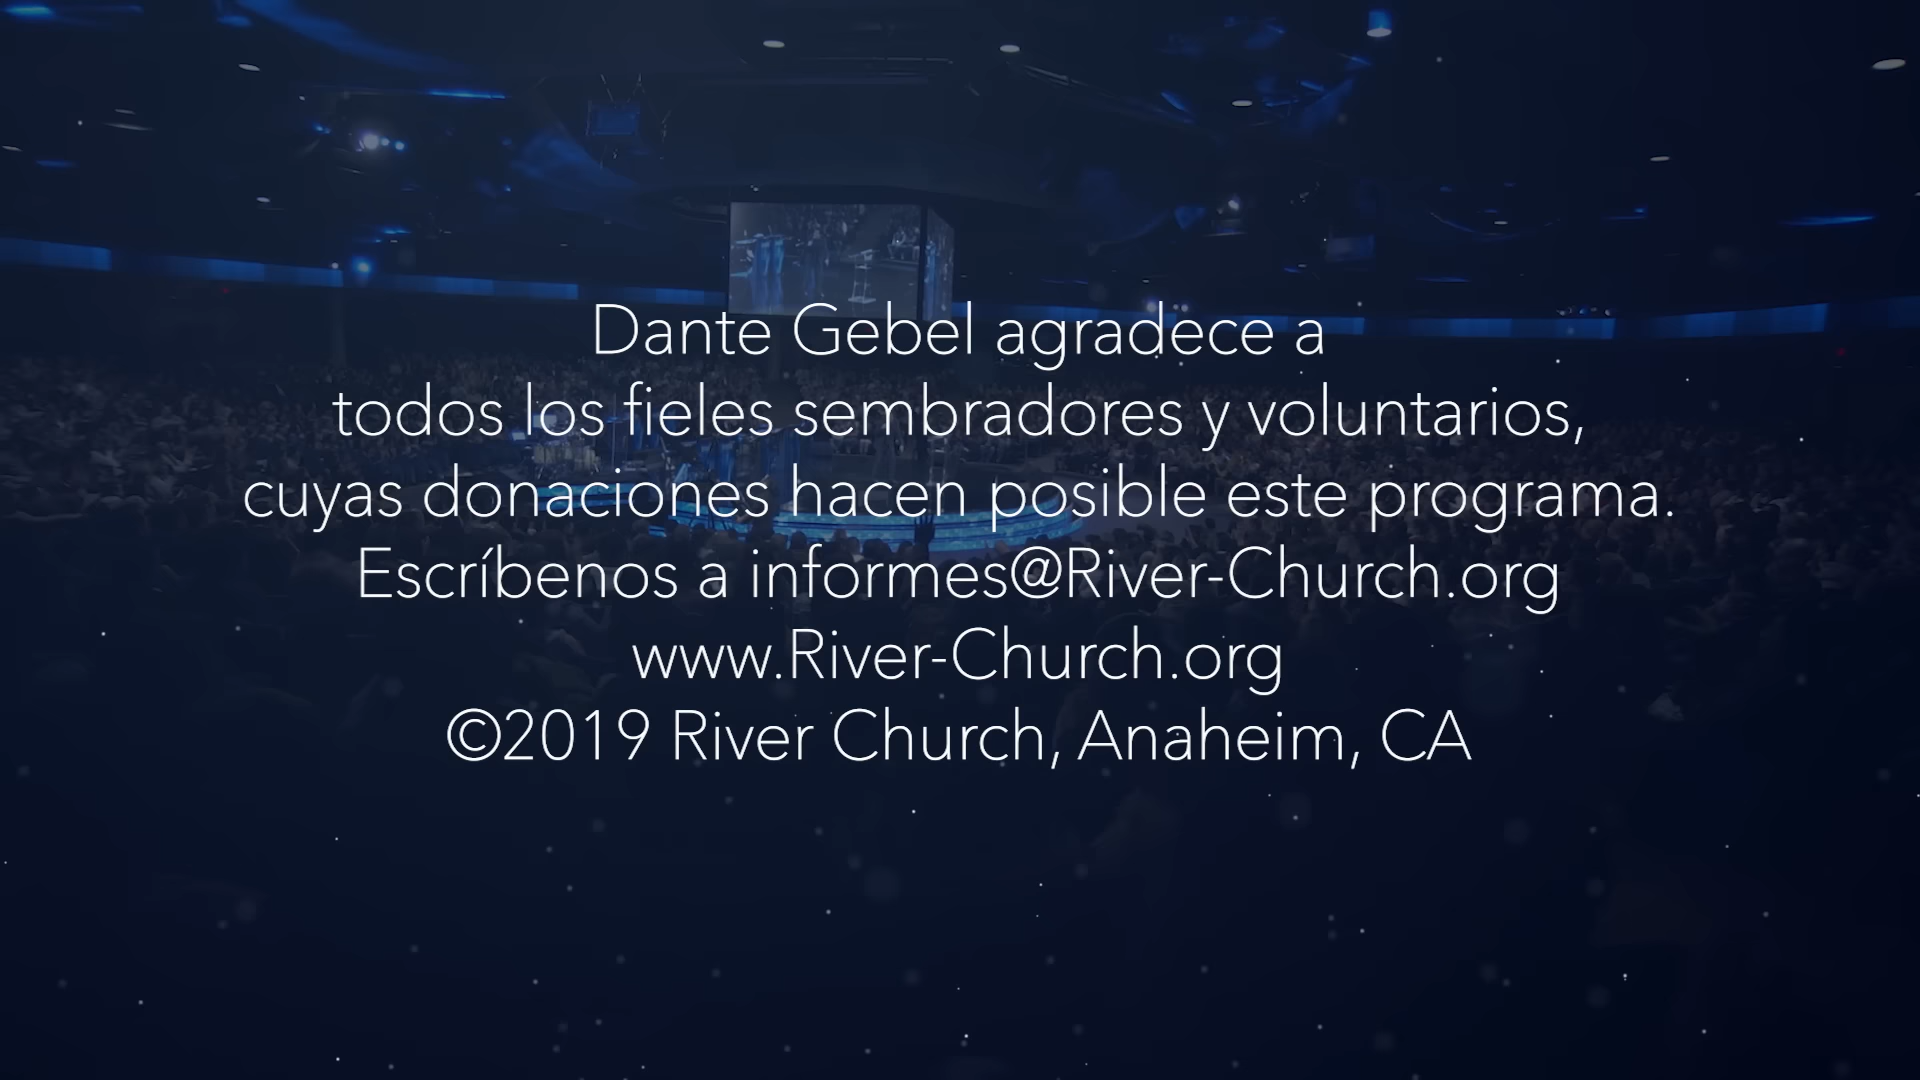 Dante Gebel agradece a
todos los fieles sembradores y voluntarios,
cuyas donaciones hacen posible este programa.
Escríbenos a informes@River-Church.org
www.River-Church.org
©2019 River Church, Anaheim, CA